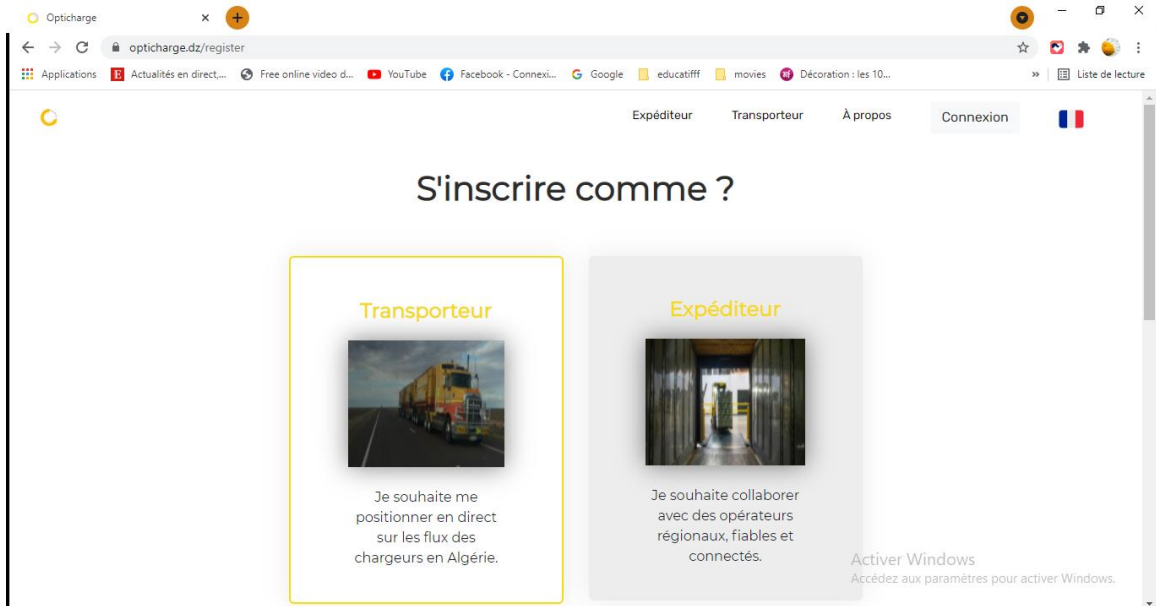 Opticharge
opticharge.dz/register
Applications
Actualités en direct,...
Free online video d...
YouTube
Facebook - Connexi...
Google
educatifff
movies
Décoration : les 10...
»
Liste de lecture
Expéditeur
Transporteur
À propos
Connexion
S'inscrire comme ?
Transporteur
Je souhaite me
positionner en direct
sur les flux des
chargeurs en Algérie.
Expéditeur
Je souhaite collaborer
avec des opérateurs
régionaux, fiables et
connectés.
Activer Windows
Accédez aux paramètres pour activer Windows.